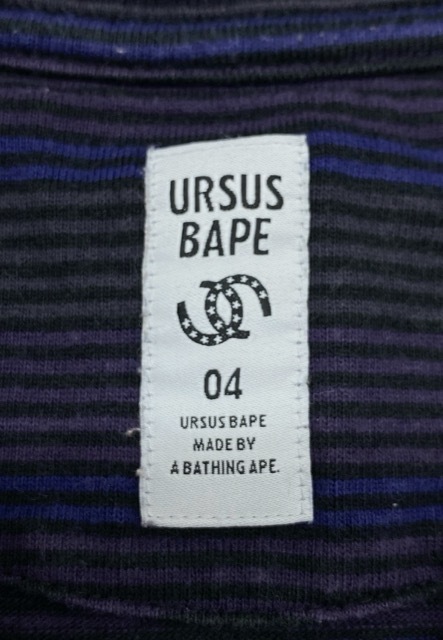 URSUS
BAPE
04
URSUS BAPE
MADE BY
A BATHING APE.